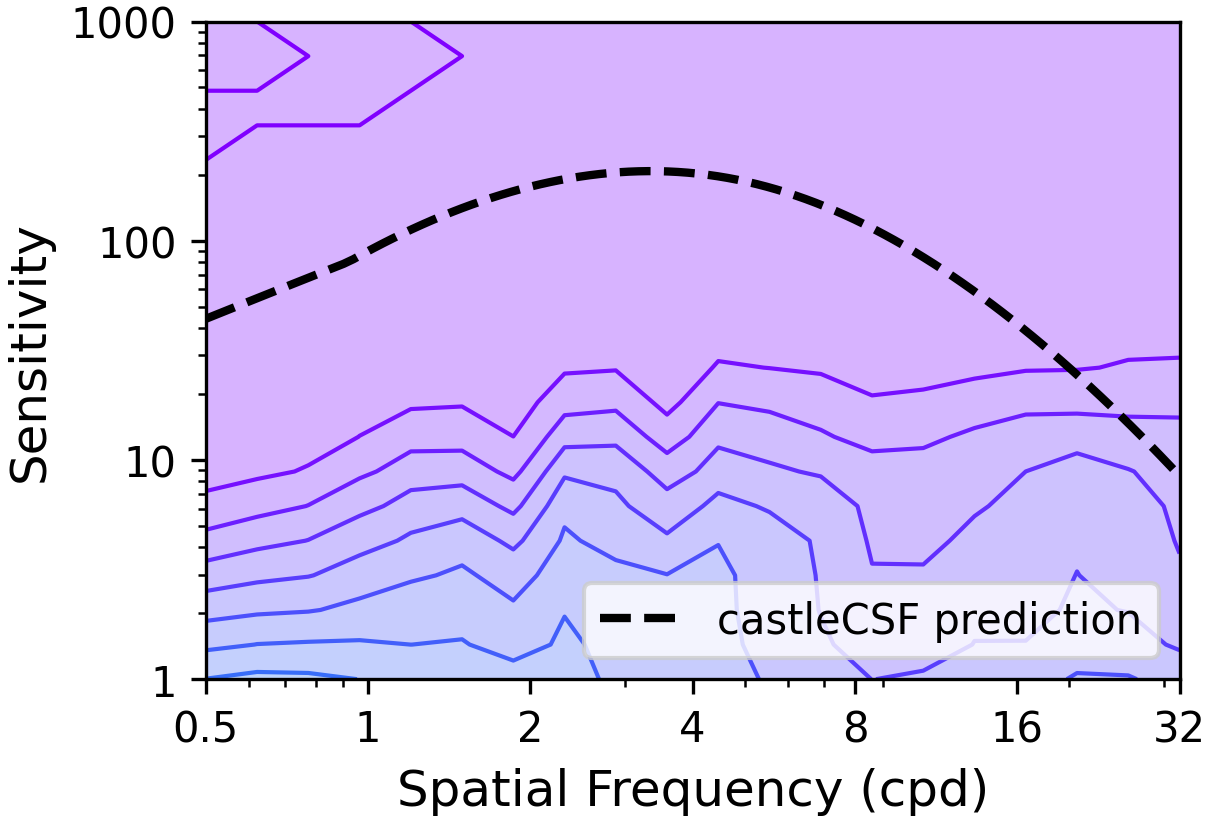 1000
100
10
1
Sensitivity
castleCSF prediction
0.5 1 2 4 8 16 32
Spatial Frequency (cpd)